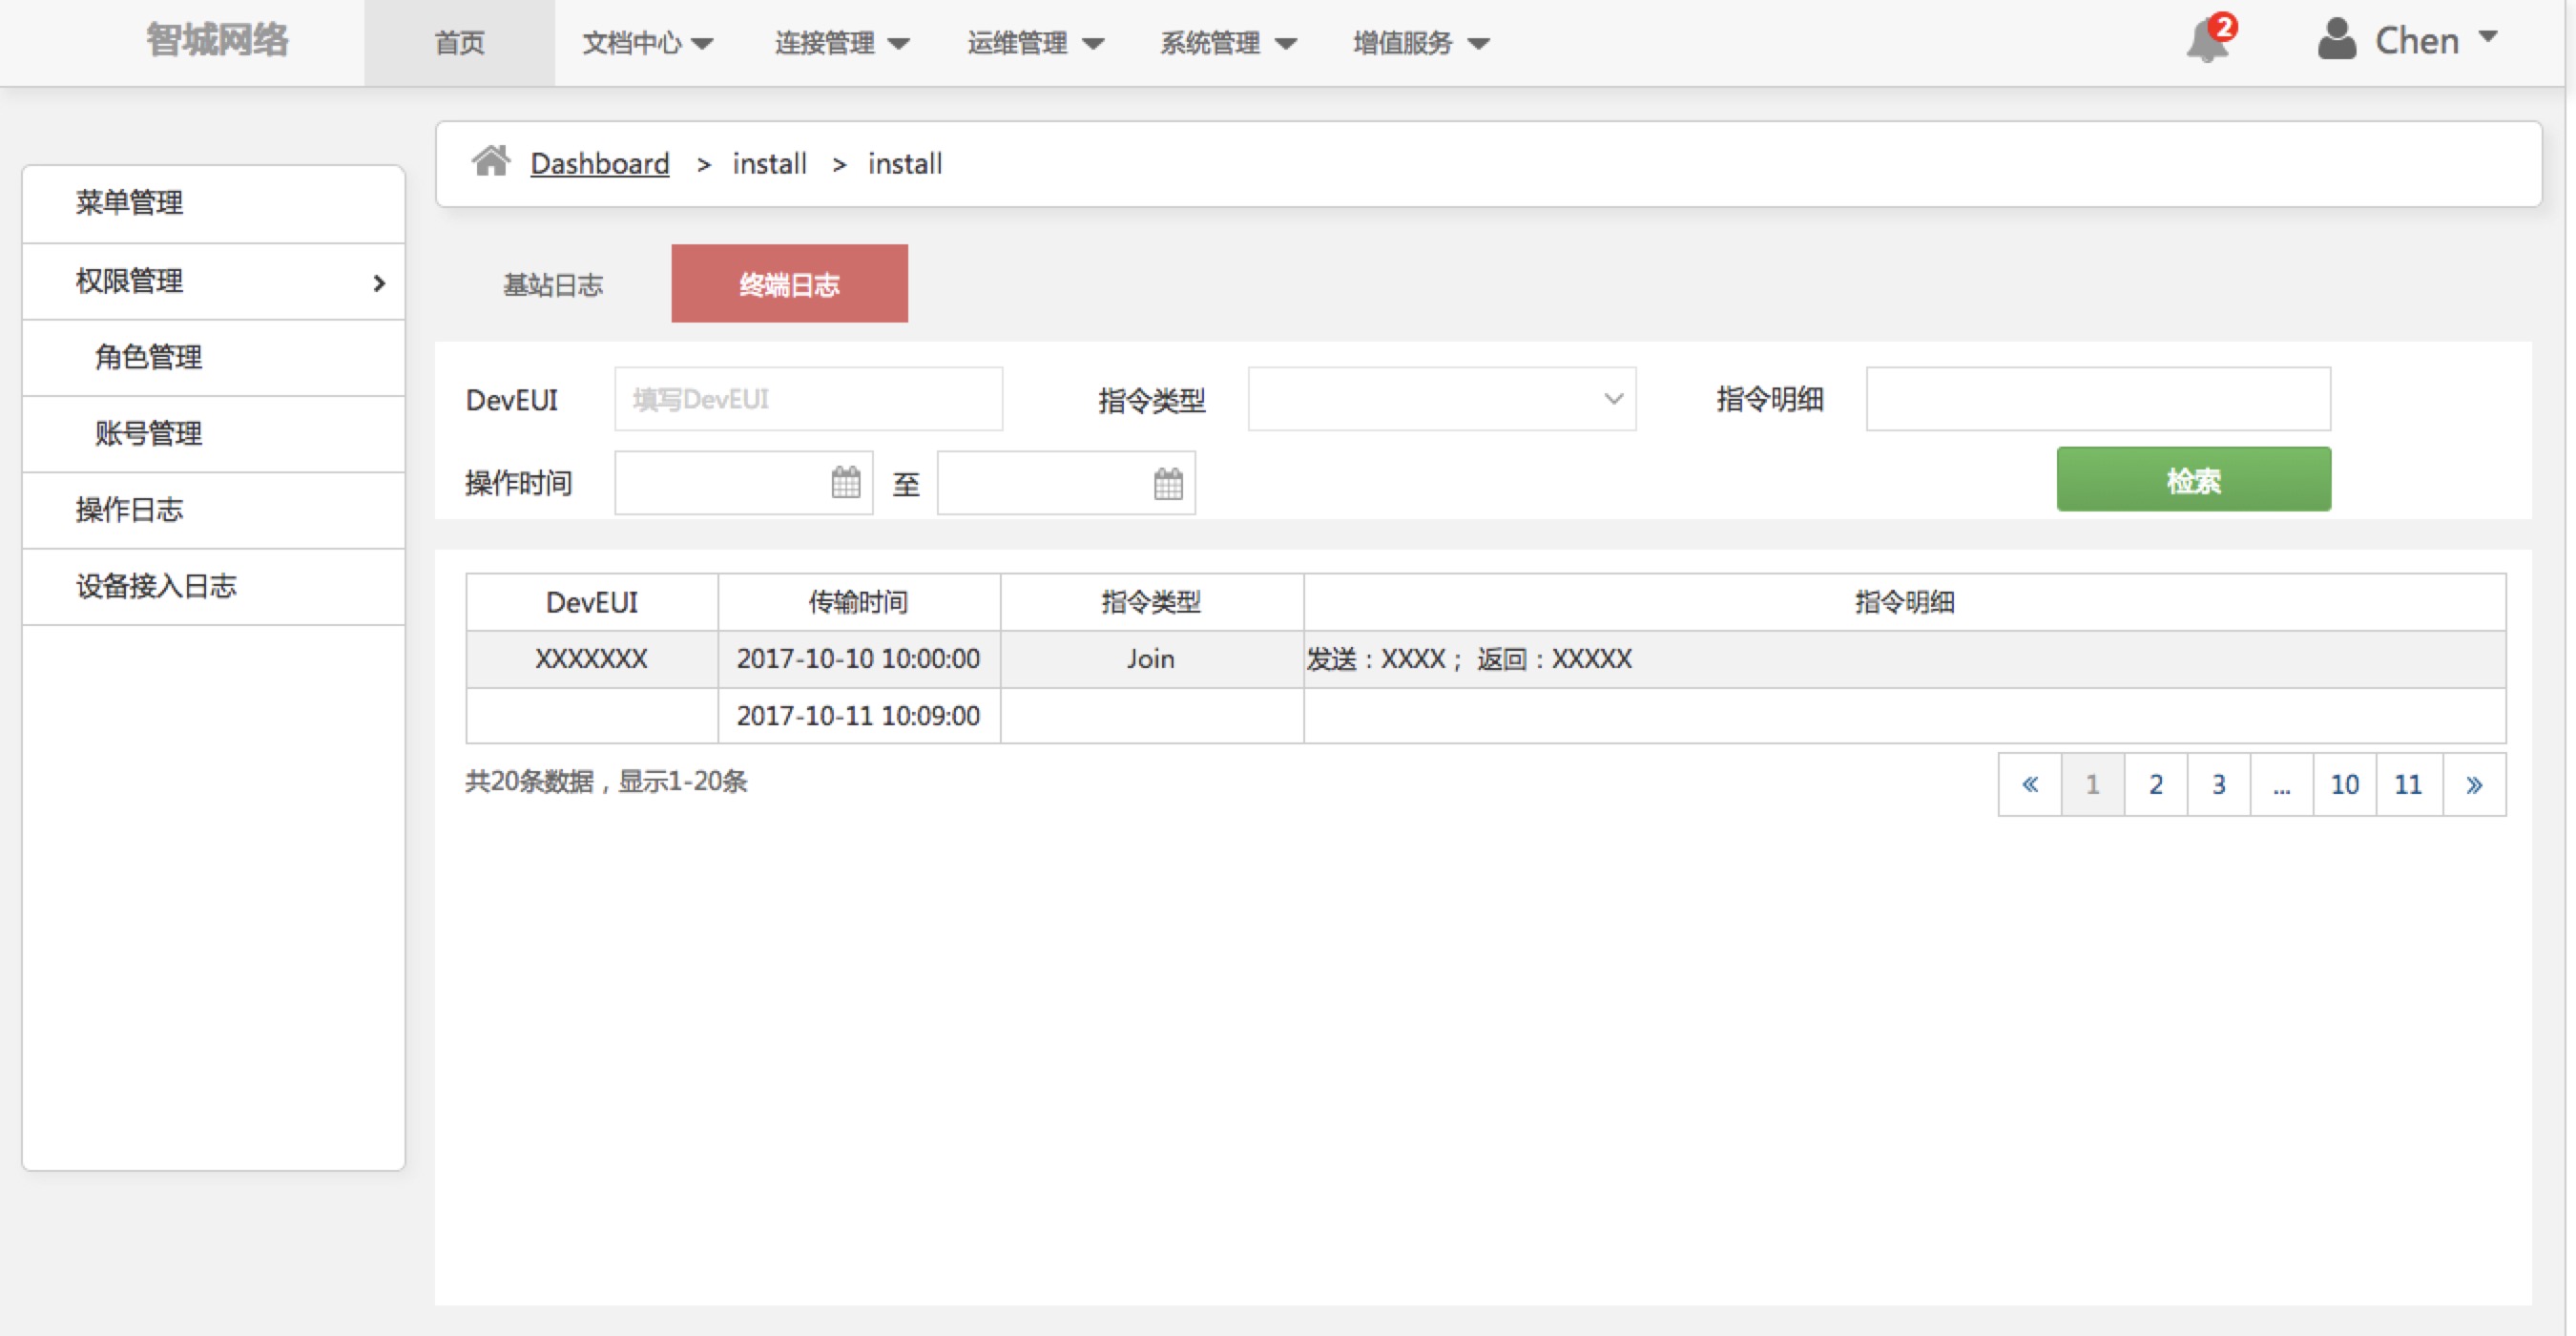 智城网络 首页 文档中心 连接管理 运维管理 系统管理 增值服务 2 Chen
Dashboard > install > install
菜单管理
权限管理
角色管理
账号管理
操作日志
设备接入日志
基站日志 终端日志
DevEUI 填写DevEUI 指令类型 指令明细
操作时间 至 检索
DevEUI 传输时间 指令类型 指令明细
XXXXXXX 2017-10-10 10:00:00 Join 发送：XXXX； 返回：XXXXX
2017-10-11 10:09:00
共20条数据，显示1-20条 « 1 2 3 ... 10 11 »